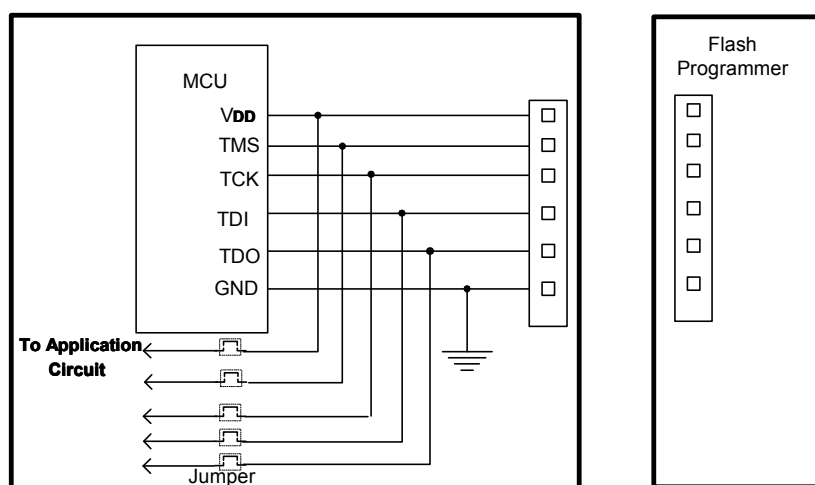 MCU
VDD
TMS
TCK
TDI
TDO
GND
To Application
Circuit
Jumper
Flash
Programmer